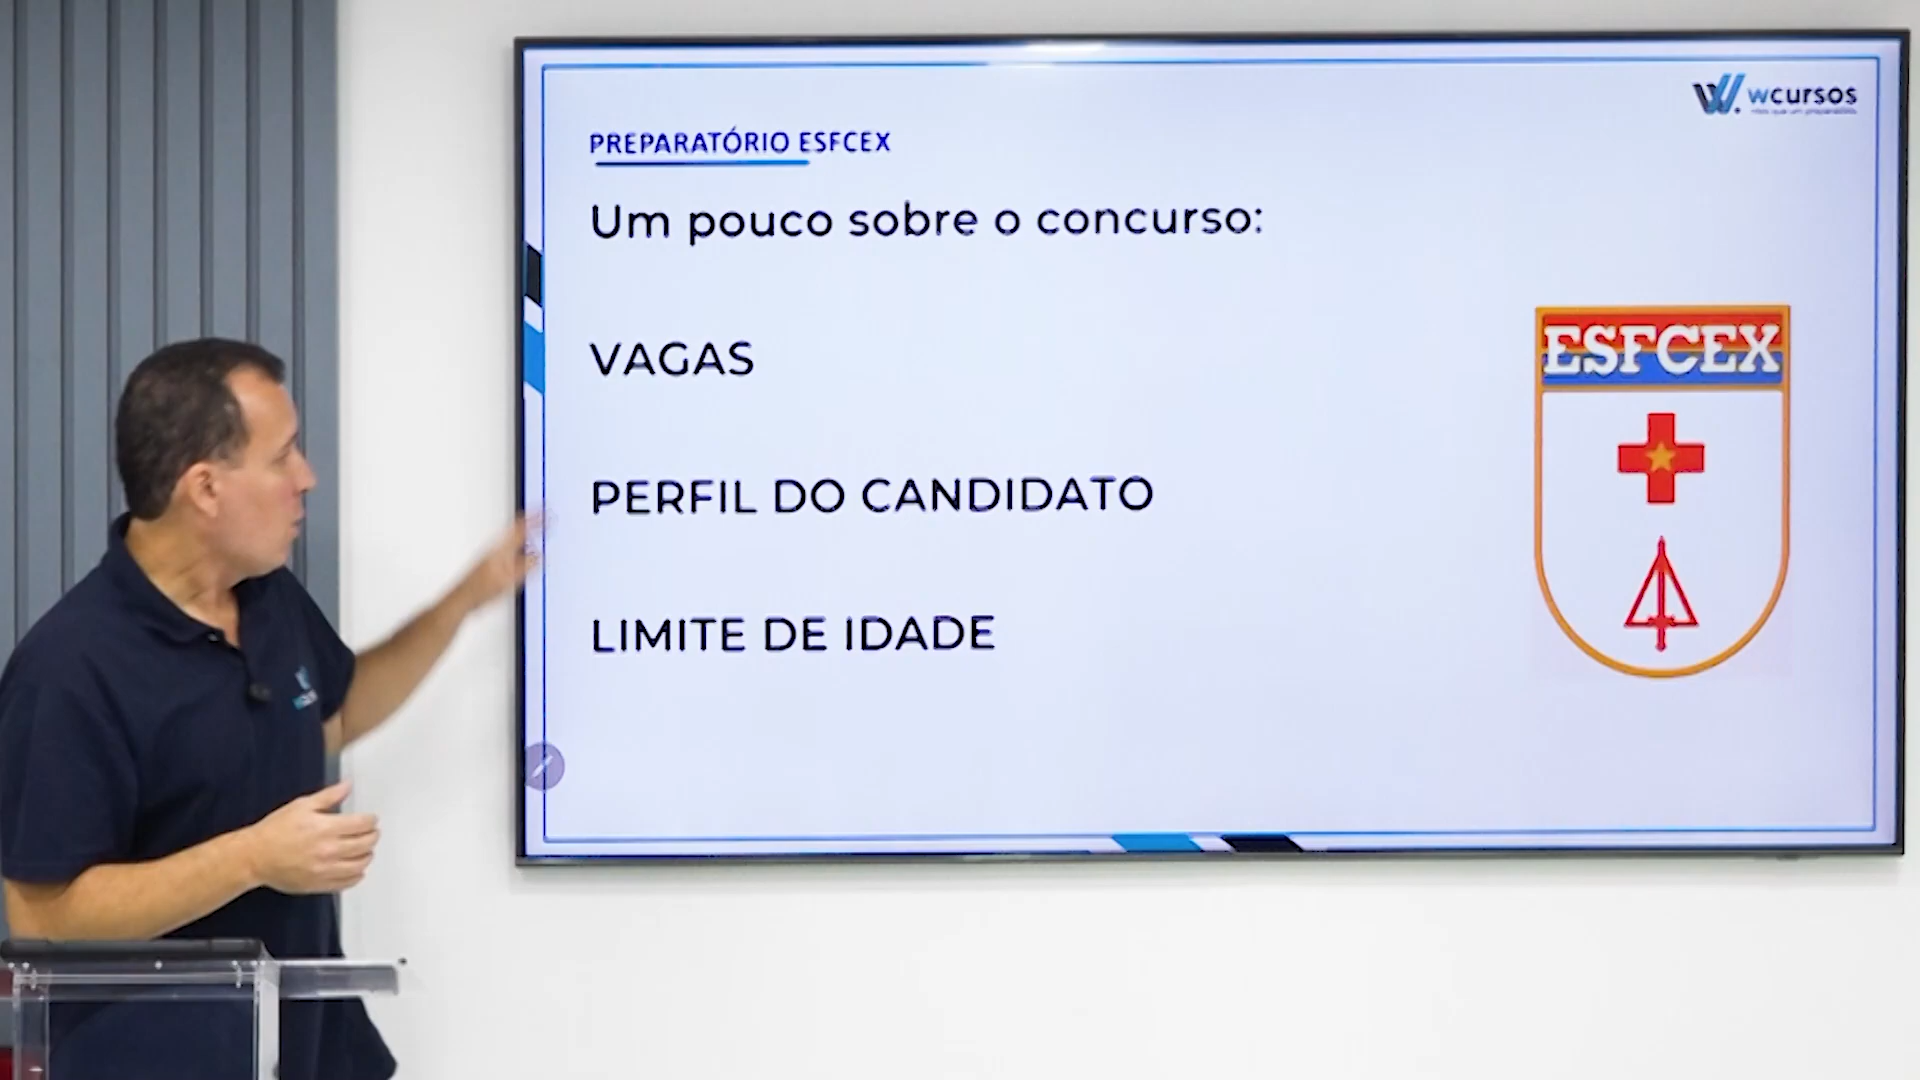 wcursos
PREPARATÓRIO ESFCEX
Um pouco sobre o concurso:
VAGAS
PERFIL DO CANDIDATO
LIMITE DE IDADE
ESFCEX